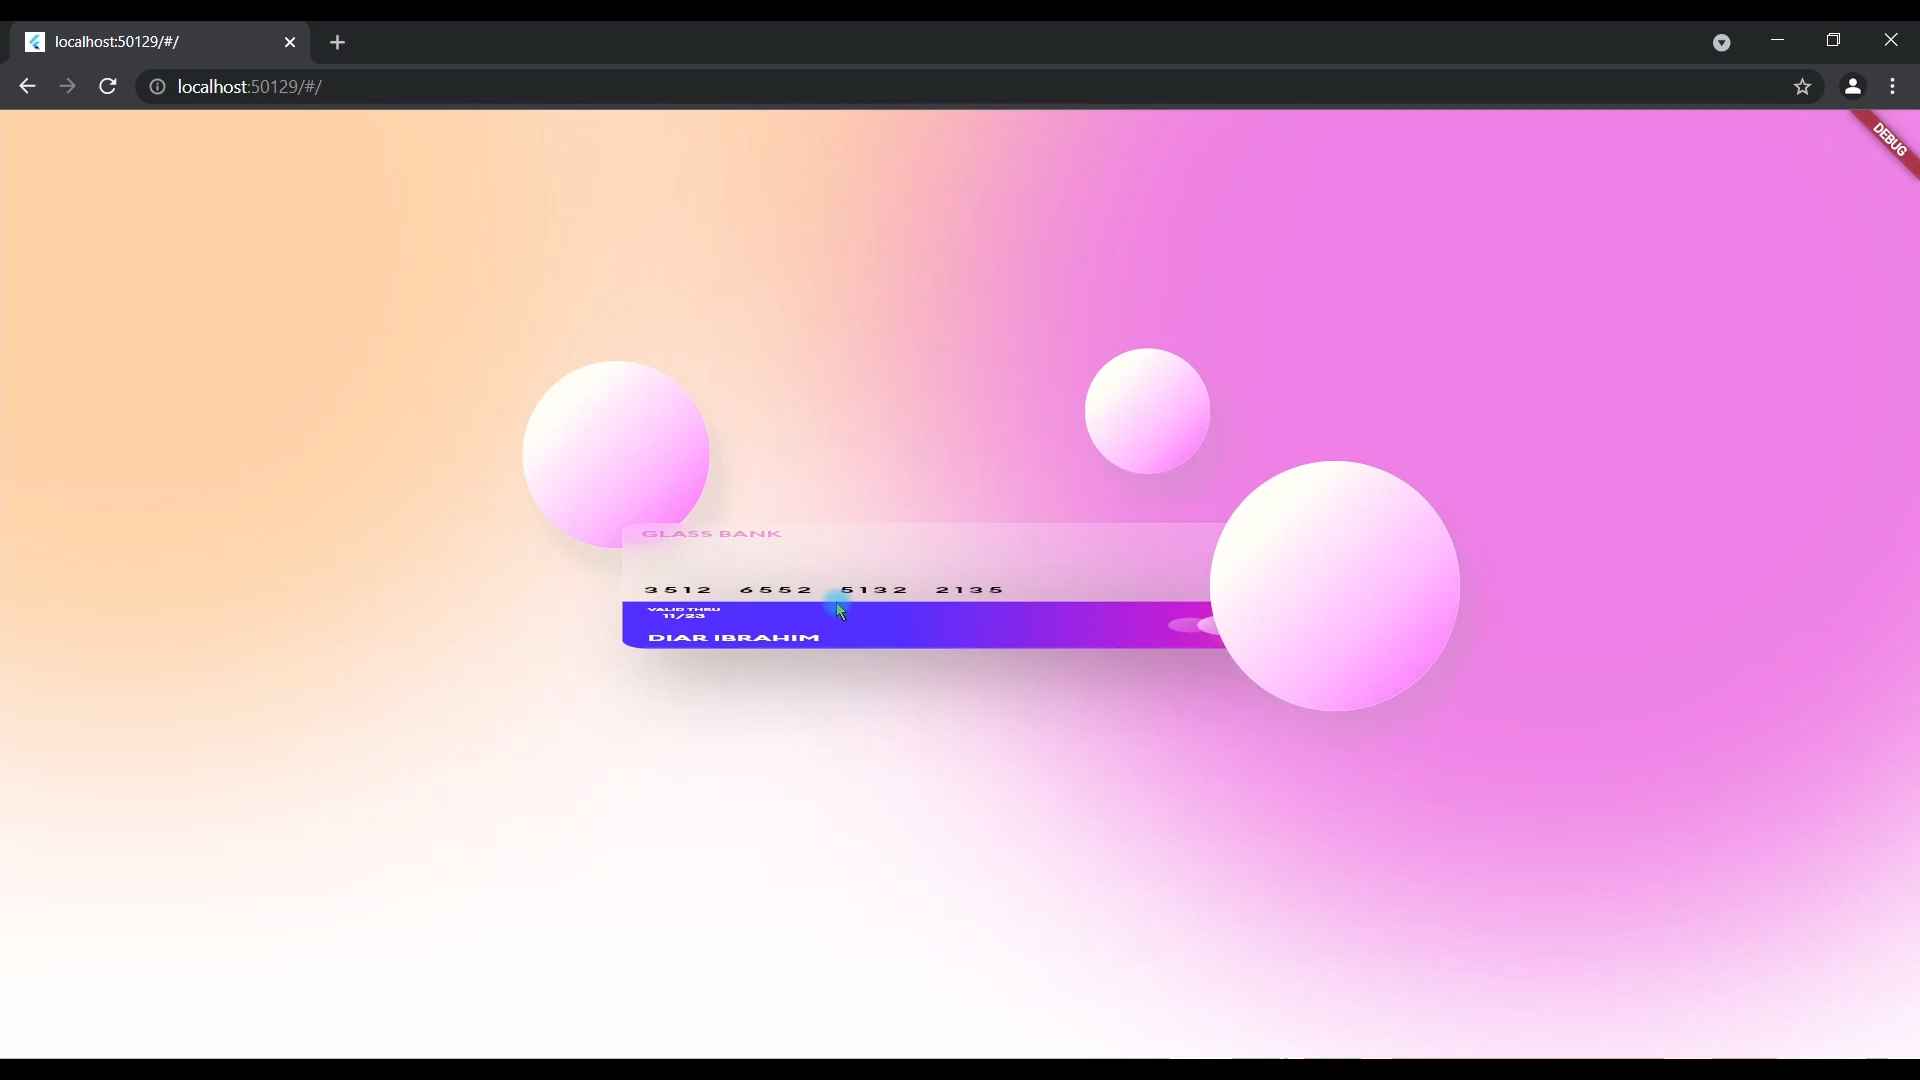 localhost:50129/#/
localhost:50129/#/
DEBUG
GLASS BANK
3512 6552 5132 2135
VALID THRU
11/23
DIAR IBRAHIM